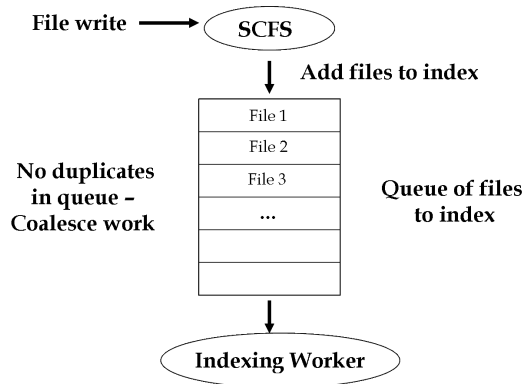 File write
SCFS
Add files to index
File 1
File 2
File 3
...
No duplicates
in queue –
Coalesce work
Queue of files
to index
Indexing Worker